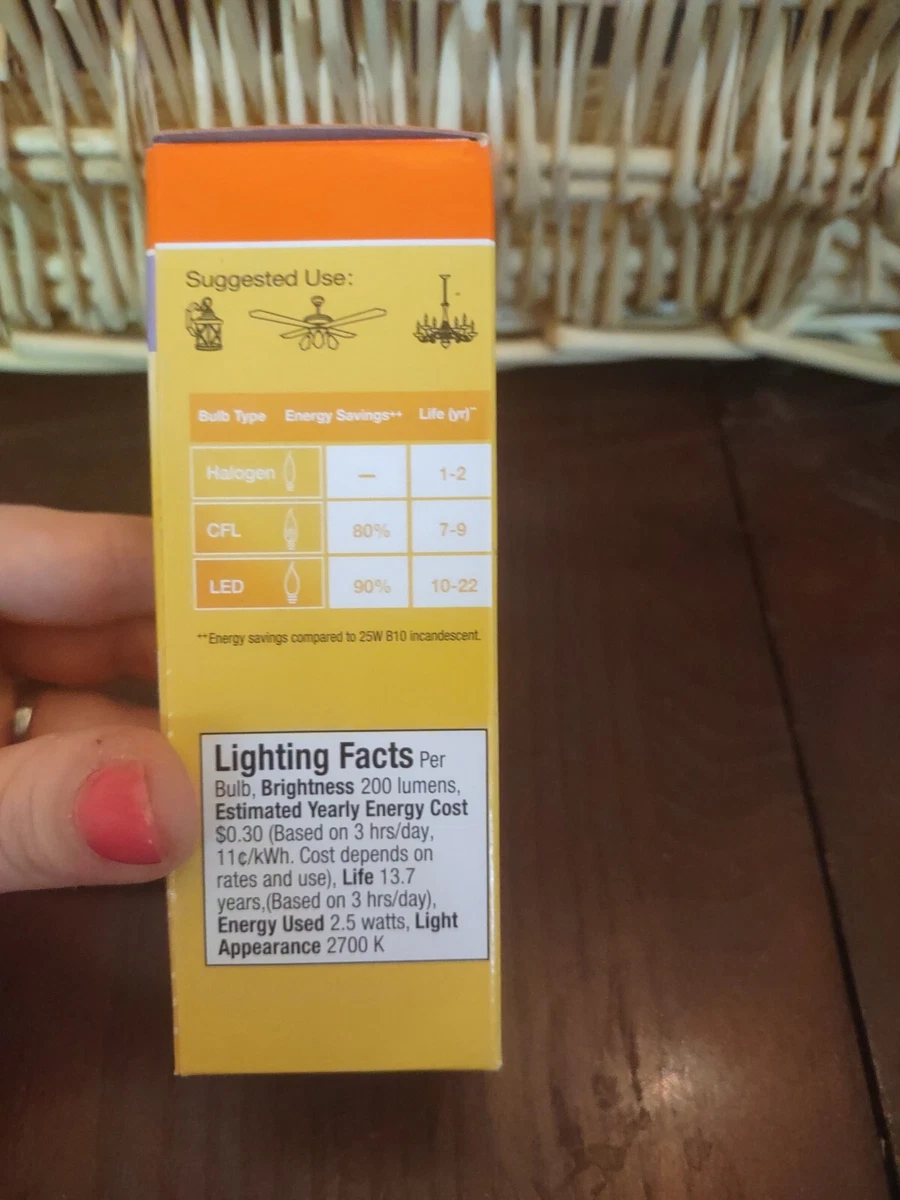 Suggested Use:
Bulb Type Energy Savings++ Life (yr)~
Halogen — 1-2
CFL 80% 7-9
LED 90% 10-22
++Energy savings compared to 25W B10 incandescent.
Lighting Facts Per
Bulb, Brightness 200 lumens,
Estimated Yearly Energy Cost
$0.30 (Based on 3 hrs/day,
11¢/kWh. Cost depends on
rates and use), Life 13.7
years,(Based on 3 hrs/day),
Energy Used 2.5 watts, Light
Appearance 2700 K